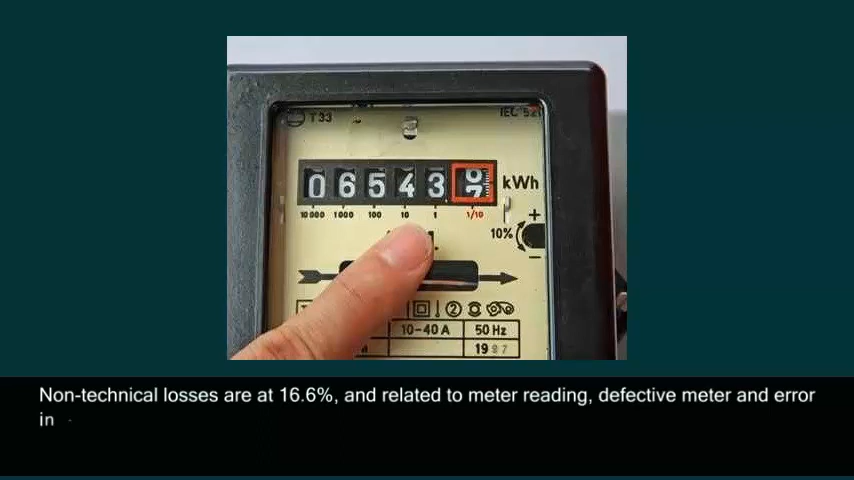 T33
IEC 521
0 6 5 4 3 kWh
10 000 1000 100 10 1 1/10
10%
+
−
10-40 A 50 Hz
1997
Non-technical losses are at 16.6%, and related to meter reading, defective meter and error
in